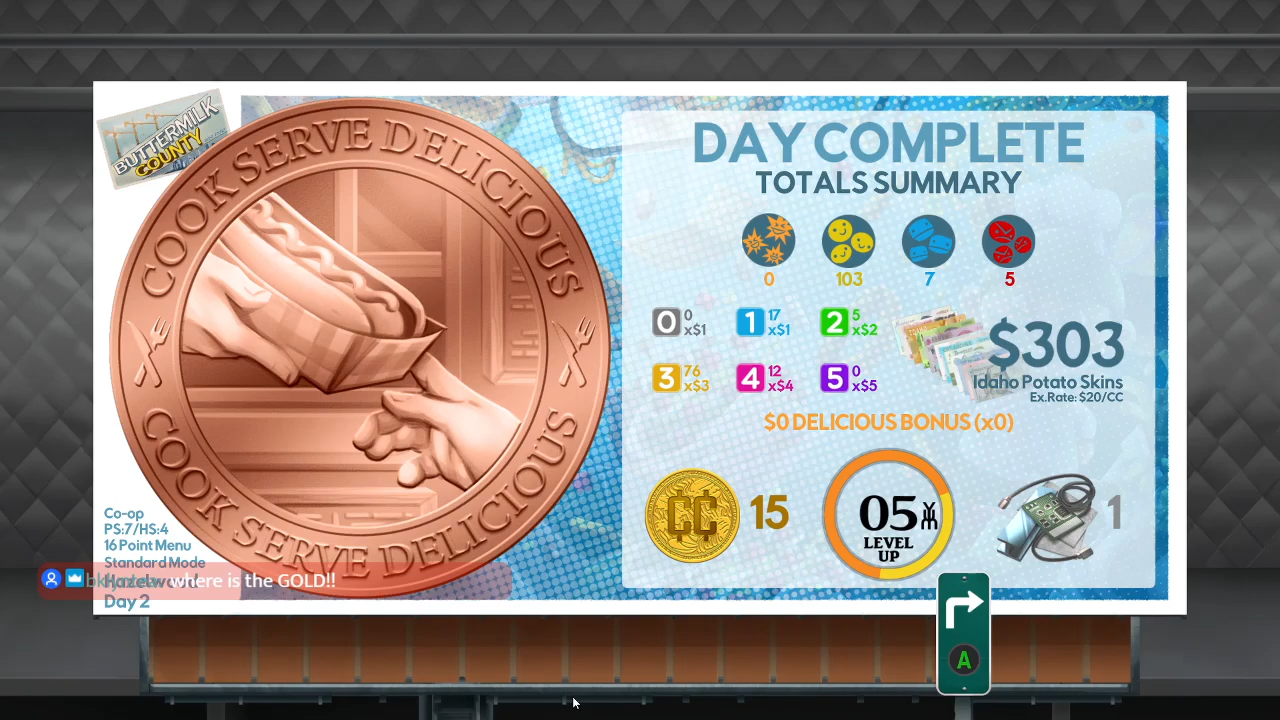 BUTTERMILK
COUNTY
COOK SERVE DELICIOUS
COOK SERVE DELICIOUS
DAY COMPLETE
TOTALS SUMMARY
0 103 7 5
0 0 x$1 1 17 x$1 2 5 x$2
3 76 x$3 4 12 x$4 5 0 x$5
$303
Idaho Potato Skins
Ex.Rate: $20/CC
$0 DELICIOUS BONUS (x0)
CC 15
05
LEVEL
UP
1
Co-op
PS:7/HS:4
16 Point Menu
Standard Mode
where is the GOLD!!
Day 2
A